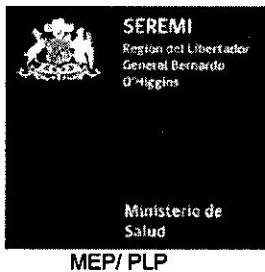 SEREMI
Región del Libertador
General Bernardo
O'Higgins
Ministerio de
Salud
MEP/ PLP